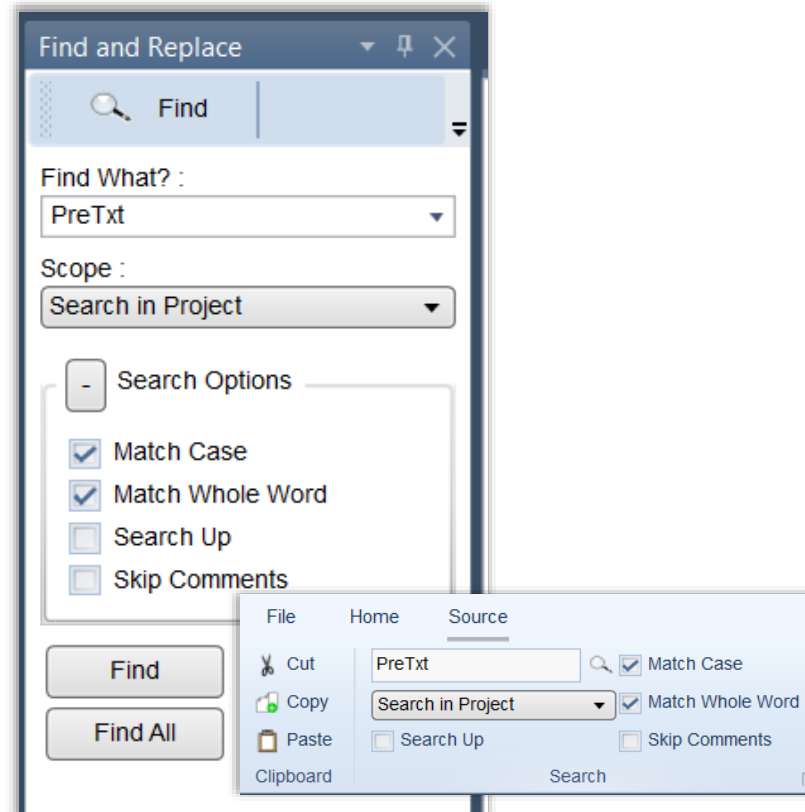 Find and Replace
Find
Find What? :
PreTxt
Scope :
Search in Project
- Search Options
Match Case
Match Whole Word
Search Up
Skip Comments
Find
Find All
File Home Source
Cut PreTxt Match Case
Copy Search in Project Match Whole Word
Paste Search Up Skip Comments
Clipboard Search